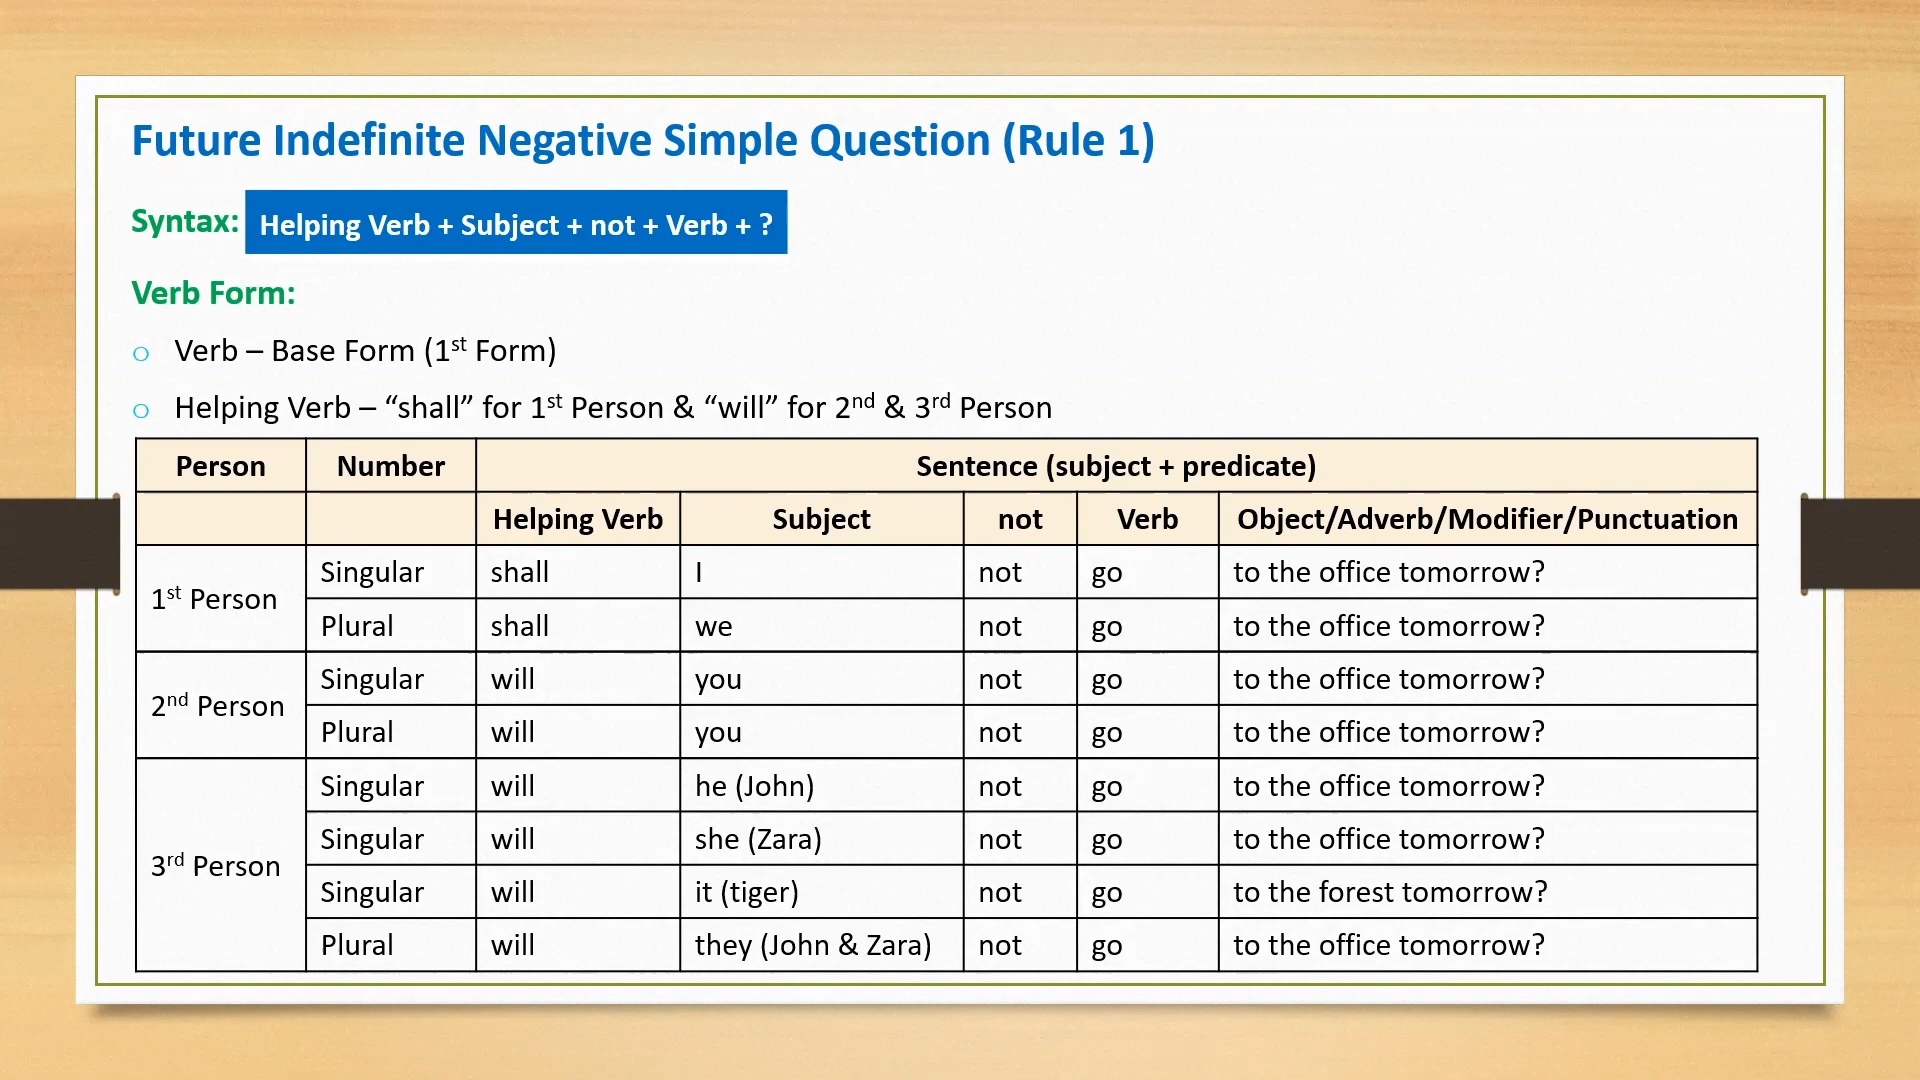 Future Indefinite Negative Simple Question (Rule 1)
Syntax: Helping Verb + Subject + not + Verb + ?
Verb Form:
o Verb – Base Form (1st Form)
o Helping Verb – “shall” for 1st Person & “will” for 2nd & 3rd Person
Person Number Sentence (subject + predicate)
Helping Verb Subject not Verb Object/Adverb/Modifier/Punctuation
1st Person Singular shall I not go to the office tomorrow?
Plural shall we not go to the office tomorrow?
2nd Person Singular will you not go to the office tomorrow?
Plural will you not go to the office tomorrow?
3rd Person Singular will he (John) not go to the office tomorrow?
Singular will she (Zara) not go to the office tomorrow?
Singular will it (tiger) not go to the forest tomorrow?
Plural will they (John & Zara) not go to the office tomorrow?